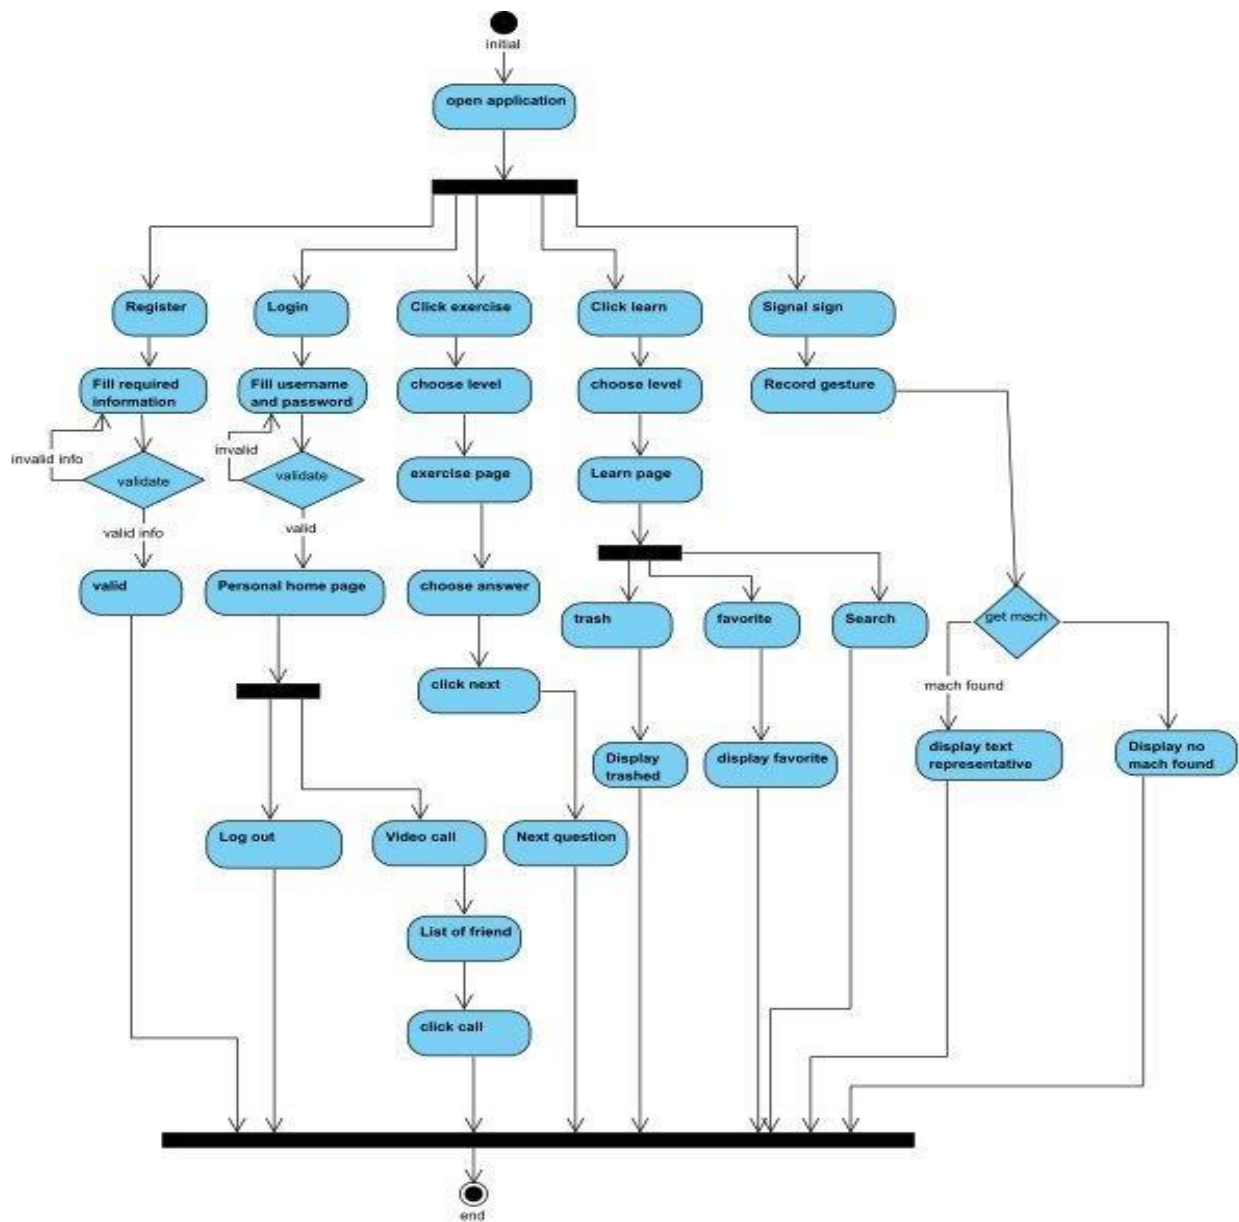 initial
open application
Register
Login
Click exercise
Click learn
Signal sign
Fill required
information
Fill username
and password
choose level
choose level
Record gesture
invalid info
validate
invalid
validate
exercise page
Learn page
valid info
valid
valid
Personal home page
choose answer
trash
favorite
Search
get mach
click next
mach found
Display
trashed
display favorite
display text
representative
Display no
mach found
Log out
Video call
Next question
List of friend
click call
end